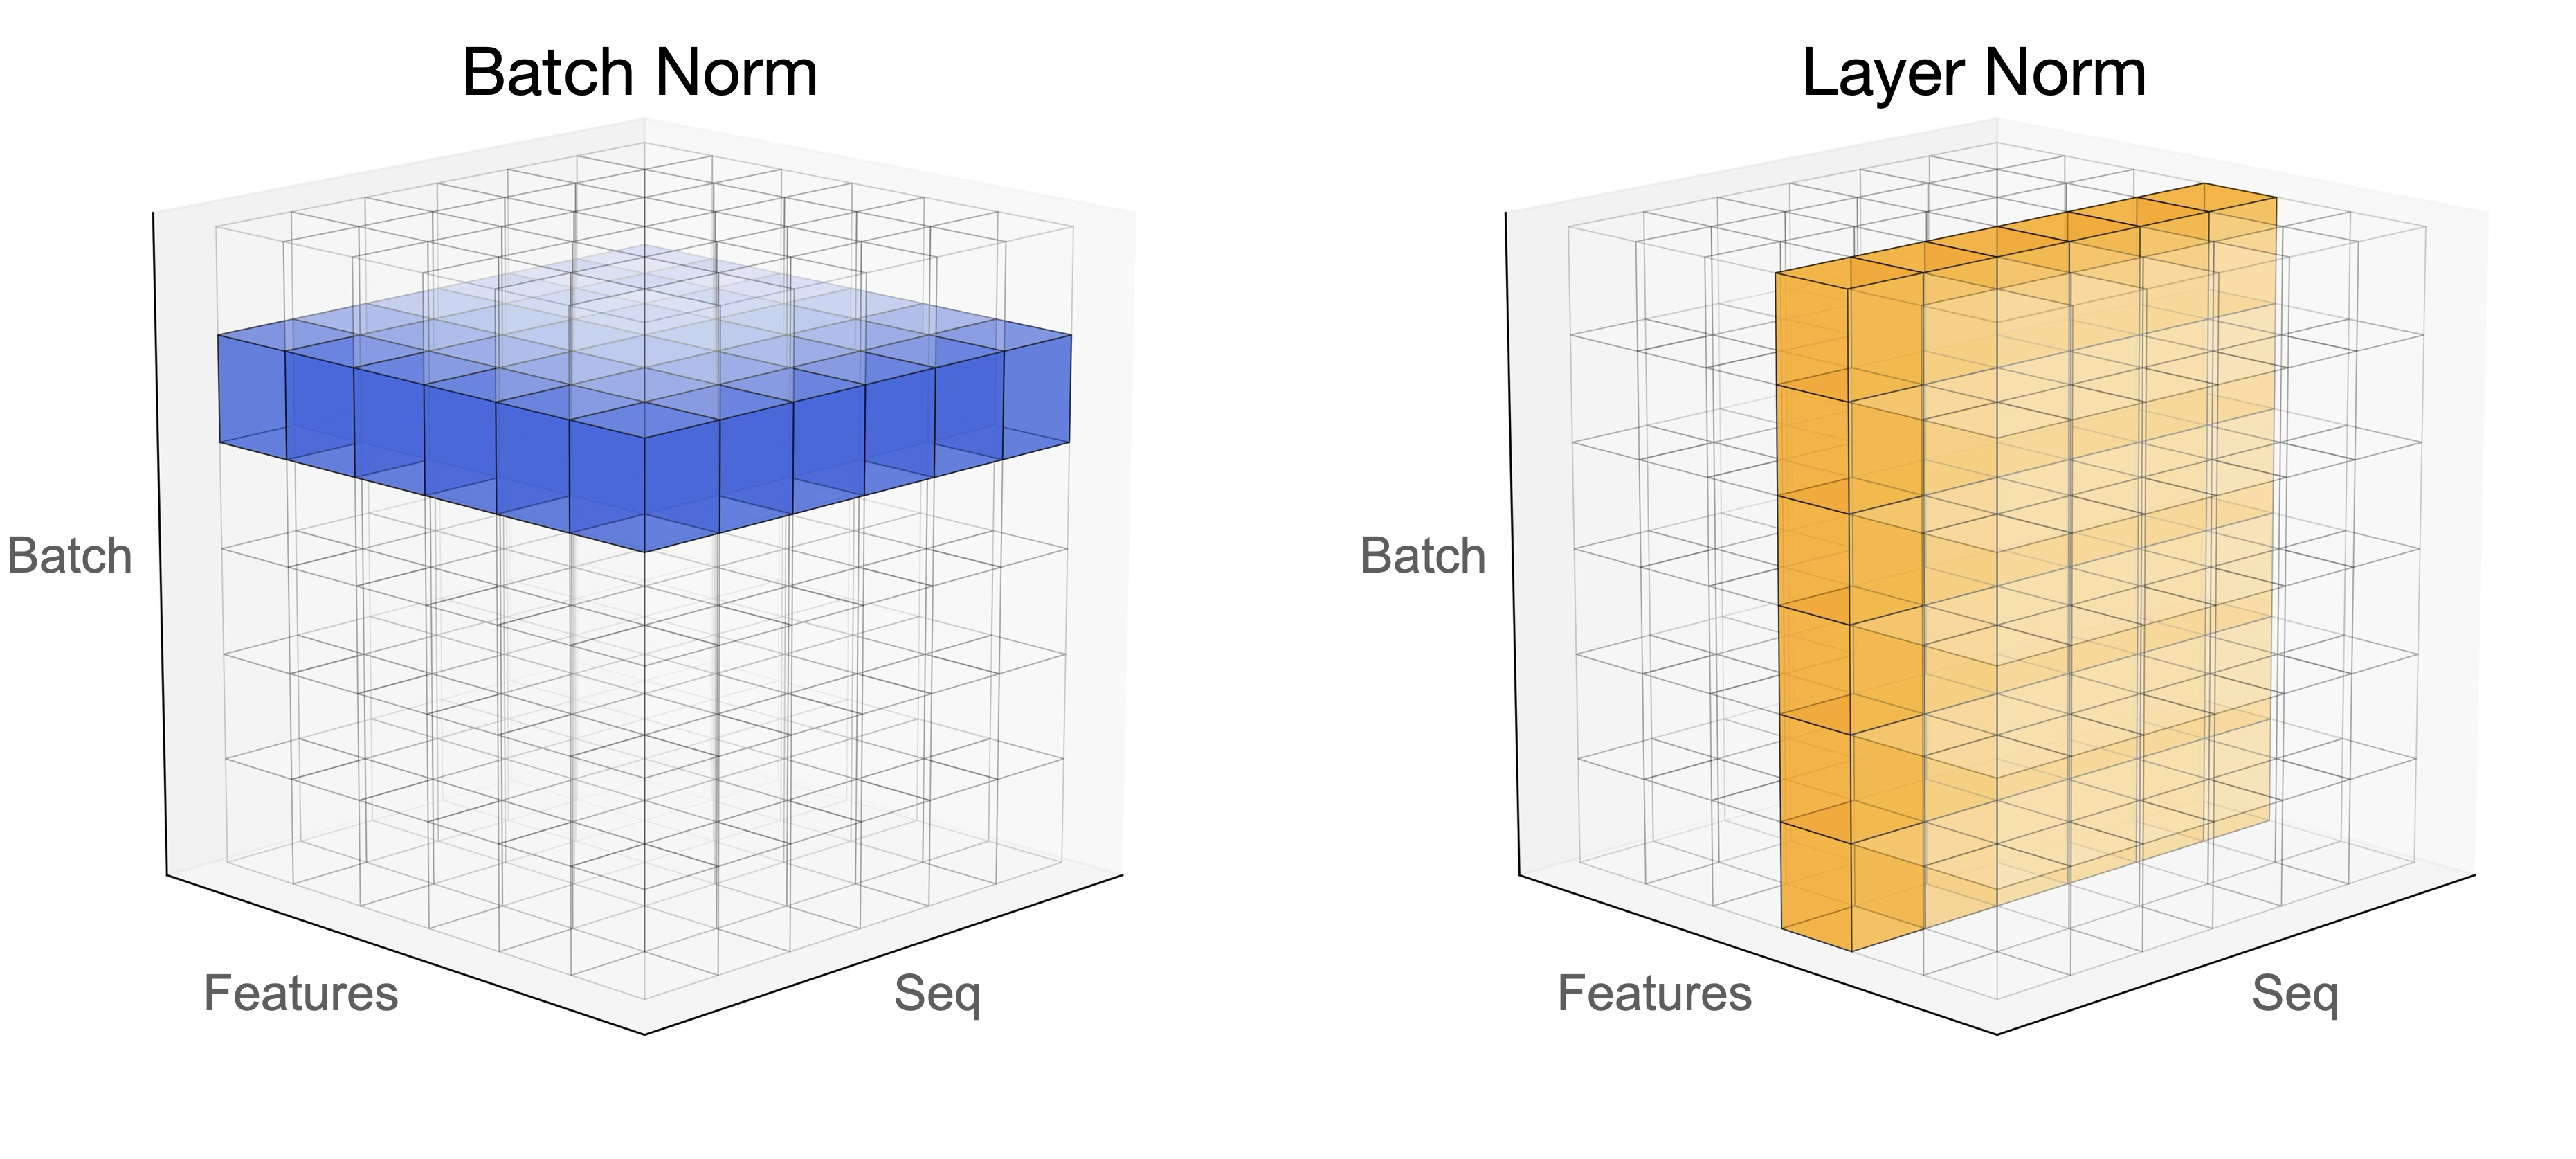 Batch Norm
Batch
Features
Seq
Layer Norm
Batch
Features
Seq